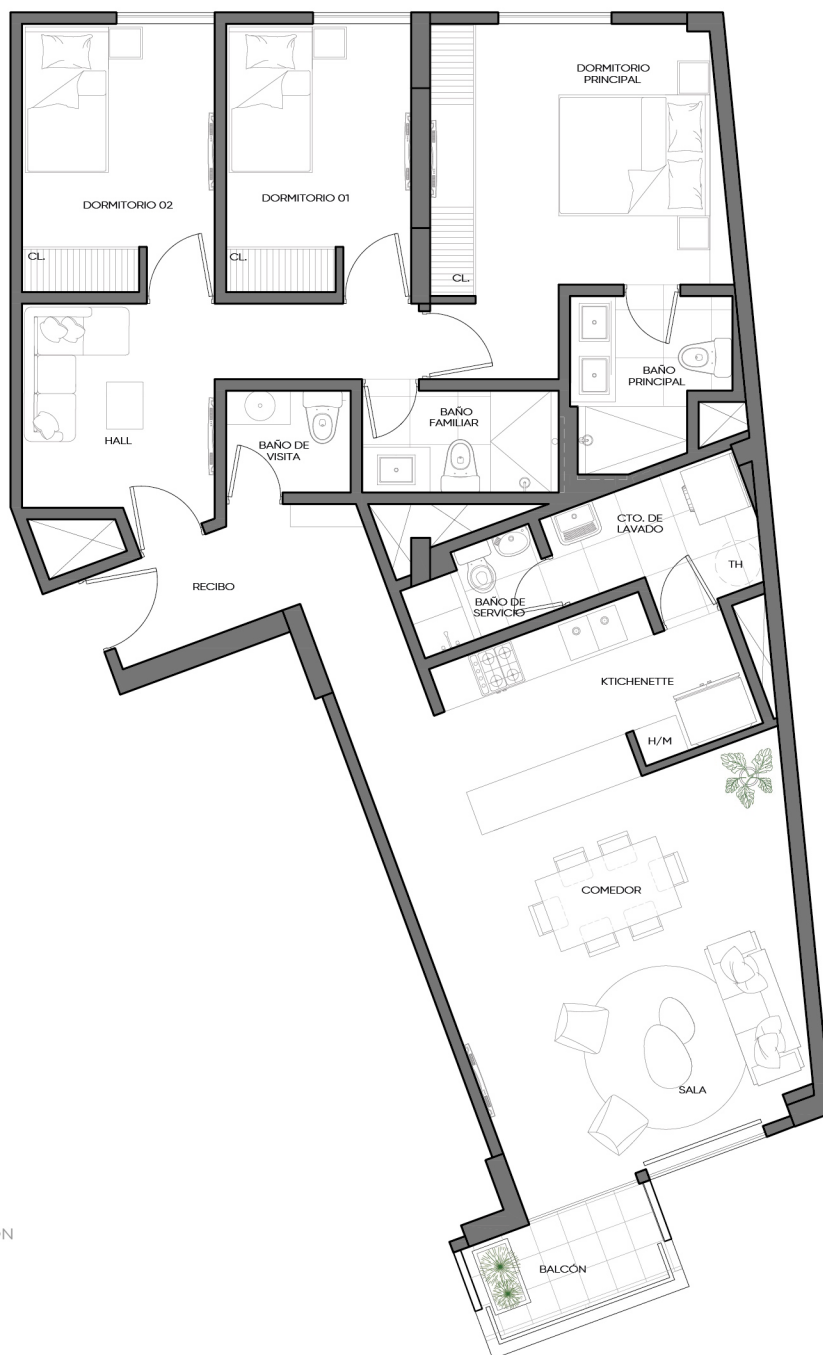 DORMITORIO
PRINCIPAL
DORMITORIO 02
DORMITORIO 01
CL.
CL.
CL.
BAÑO
PRINCIPAL
HALL
BAÑO DE
VISITA
BAÑO
FAMILIAR
CTO. DE
LAVADO
TH
RECIBO
BAÑO DE
SERVICIO
KTICHENETTE
H/M
COMEDOR
SALA
BALCÓN